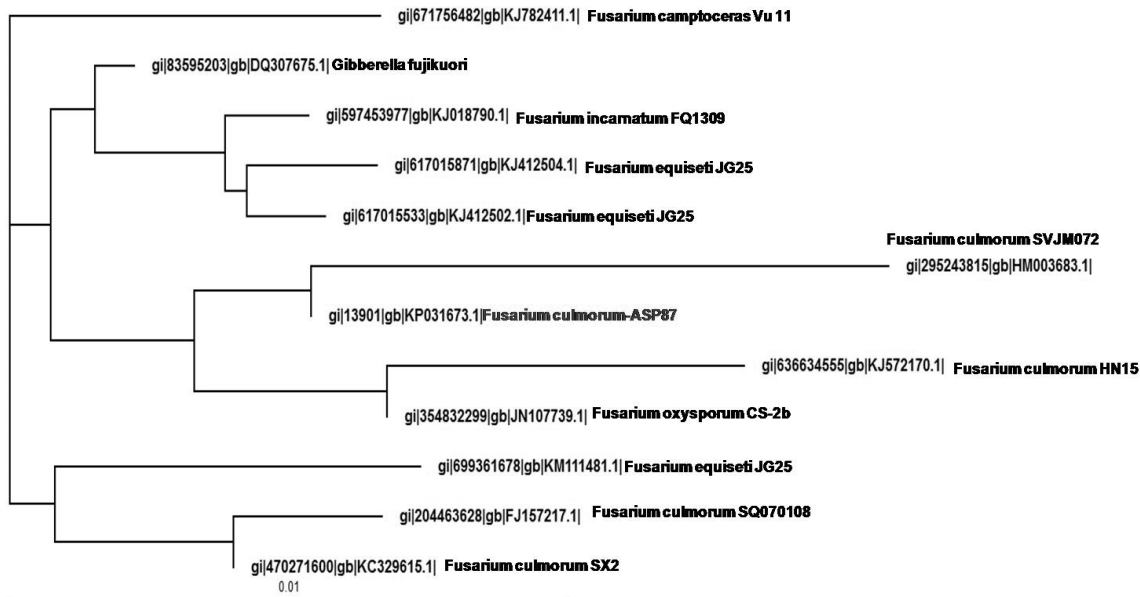 gi|671756482|gb|KJ782411.1| Fusarium camptoceras Vu 11
gi|83595203|gb|DQ307675.1| Gibberella fujikuori
gi|597453977|gb|KJ018790.1| Fusarium incarnatum FQ1309
gi|617015871|gb|KJ412504.1| Fusarium equiseti JG25
gi|617015533|gb|KJ412502.1| Fusarium equiseti JG25
Fusarium culmorum SVJM072
gi|295243815|gb|HM003683.1|
gi|13901|gb|KP031673.1|Fusarium culmorum-ASP87
gi|636634555|gb|KJ572170.1| Fusarium culmorum HN15
gi|354832299|gb|JN107739.1| Fusarium oxysporum CS-2b
gi|699361678|gb|KM111481.1| Fusarium equiseti JG25
gi|204463628|gb|FJ157217.1| Fusarium culmorum SQ070108
gi|470271600|gb|KC329615.1| Fusarium culmorum SX2
0.01